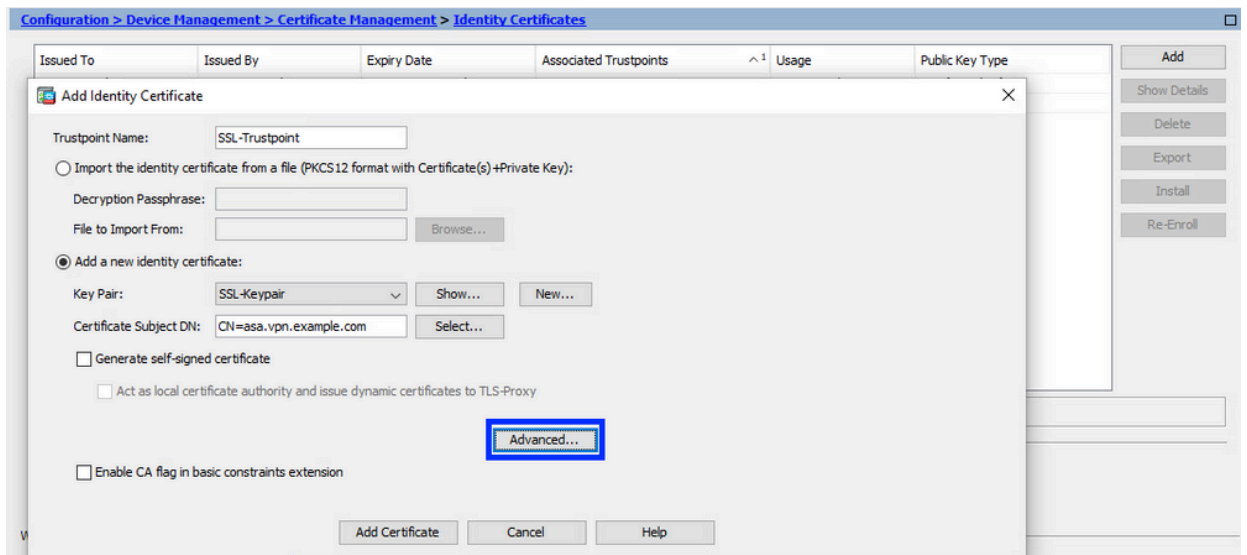 Configuration > Device Management > Certificate Management > Identity Certificates
Issued To Issued By Expiry Date Associated Trustpoints 1 Usage Public Key Type
Add
Show Details
Delete
Export
Install
Re-Enroll
Add Identity Certificate
Trustpoint Name: SSL-Trustpoint
Import the identity certificate from a file (PKCS12 format with Certificate(s)+Private Key):
Decryption Passphrase:
File to Import From: Browse...
Add a new identity certificate:
Key Pair: SSL-Keypair Show... New...
Certificate Subject DN: CN=asa.vpn.example.com Select...
Generate self-signed certificate
Act as local certificate authority and issue dynamic certificates to TLS-Proxy
Advanced...
Enable CA flag in basic constraints extension
Add Certificate Cancel Help